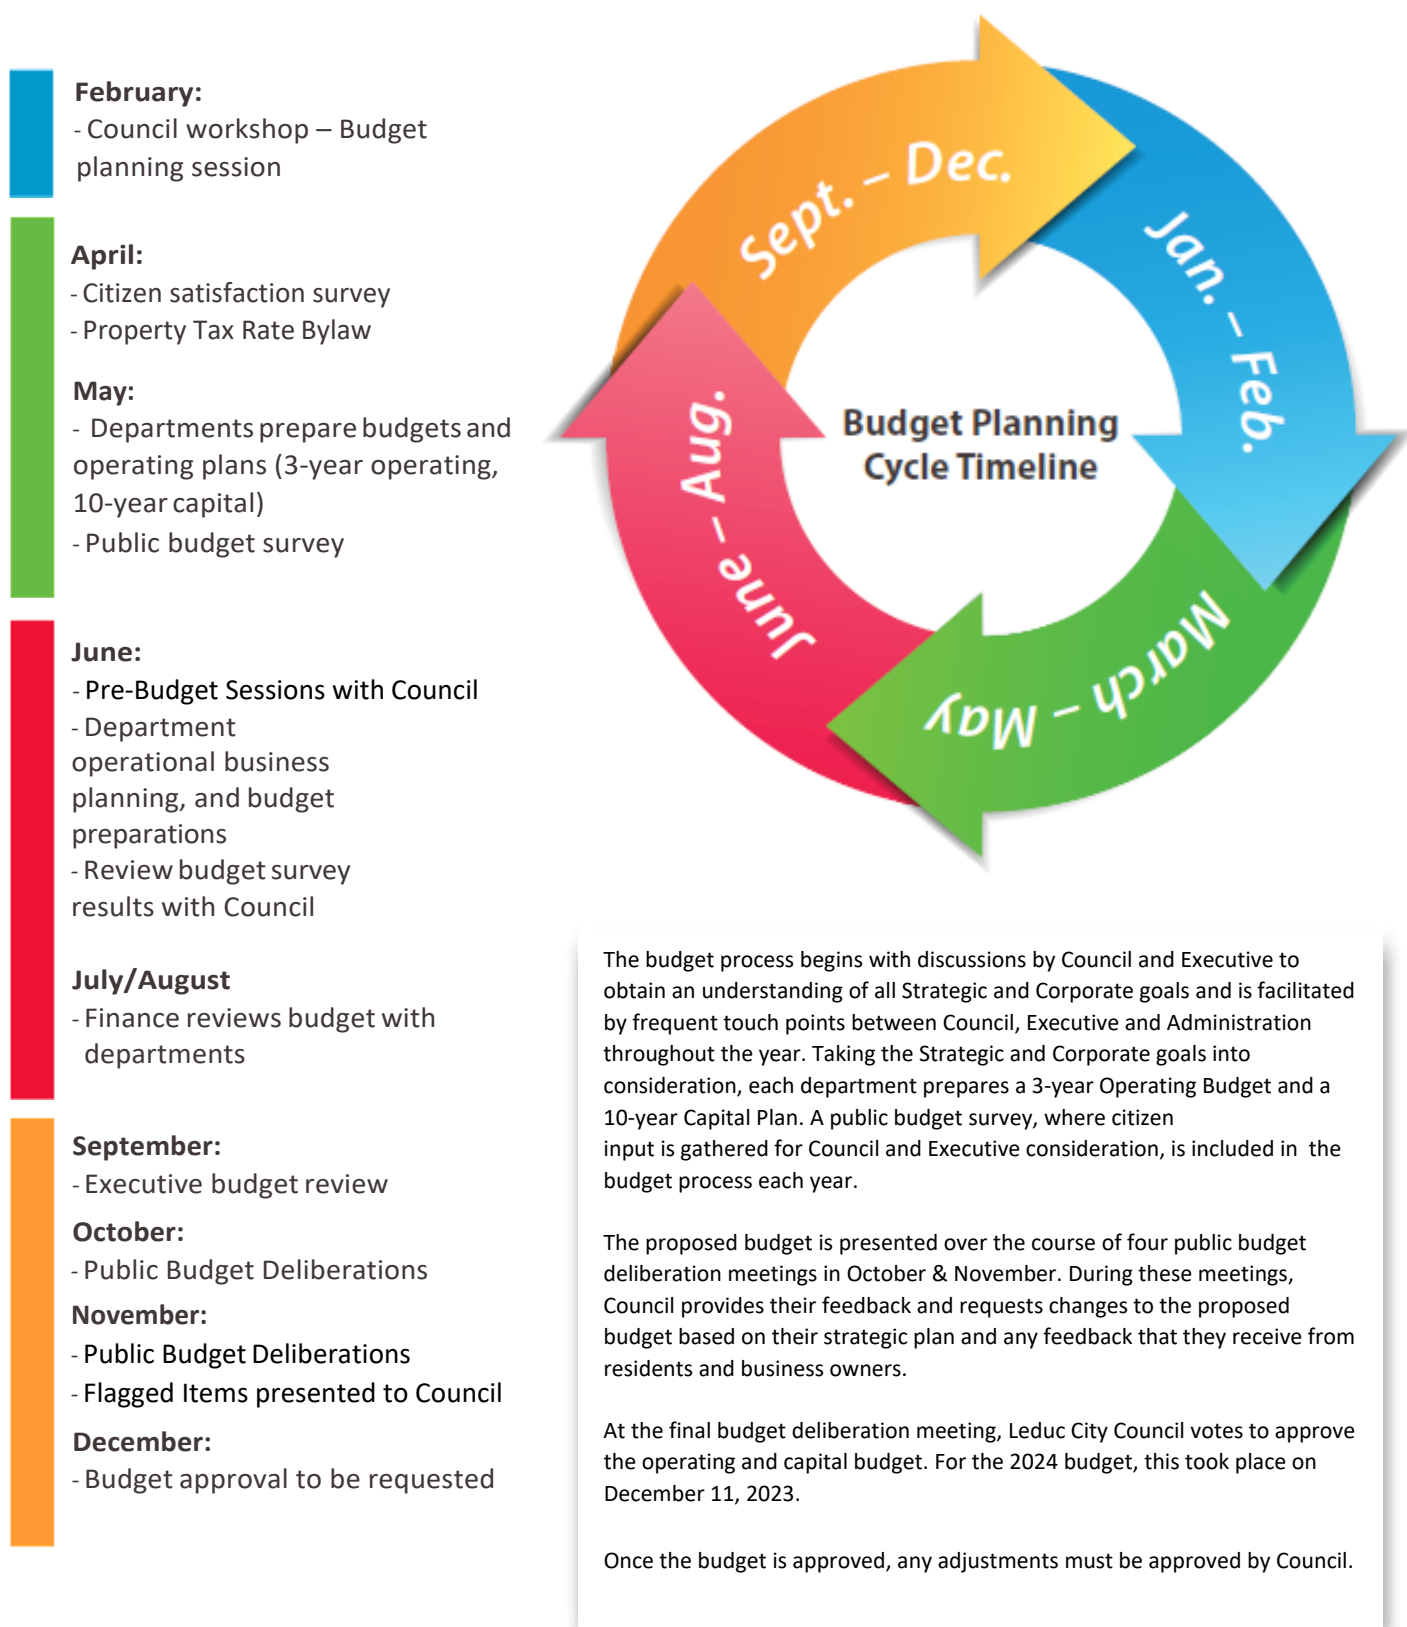 February:
- Council workshop – Budget
planning session
April:
- Citizen satisfaction survey
- Property Tax Rate Bylaw
May:
- Departments prepare budgets and
operating plans (3-year operating,
10-year capital)
- Public budget survey
June:
- Pre-Budget Sessions with Council
- Department
operational business
planning, and budget
preparations
- Review budget survey
results with Council
July/August
- Finance reviews budget with
departments
September:
- Executive budget review
October:
- Public Budget Deliberations
November:
- Public Budget Deliberations
- Flagged Items presented to Council
December:
- Budget approval to be requested
Sept. – Dec.
Jan. – Feb.
March – May
June – Aug.
Budget Planning
Cycle Timeline
The budget process begins with discussions by Council and Executive to
obtain an understanding of all Strategic and Corporate goals and is facilitated
by frequent touch points between Council, Executive and Administration
throughout the year. Taking the Strategic and Corporate goals into
consideration, each department prepares a 3-year Operating Budget and a
10-year Capital Plan. A public budget survey, where citizen
input is gathered for Council and Executive consideration, is included in the
budget process each year.
The proposed budget is presented over the course of four public budget
deliberation meetings in October & November. During these meetings,
Council provides their feedback and requests changes to the proposed
budget based on their strategic plan and any feedback that they receive from
residents and business owners.
At the final budget deliberation meeting, Leduc City Council votes to approve
the operating and capital budget. For the 2024 budget, this took place on
December 11, 2023.
Once the budget is approved, any adjustments must be approved by Council.